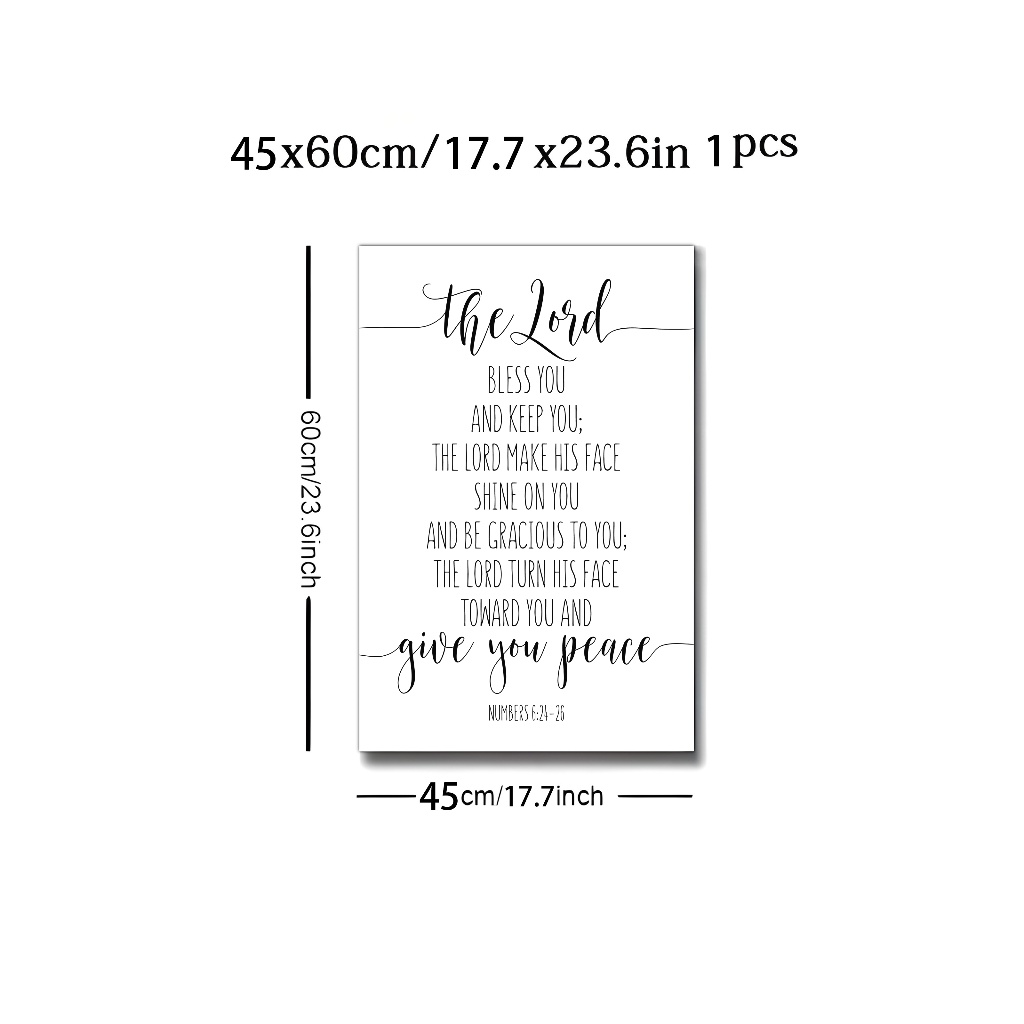 45x60cm/17.7 x23.6in 1pcs
the Lord
BLESS YOU
AND KEEP YOU;
THE LORD MAKE HIS FACE
SHINE ON YOU
AND BE GRACIOUS TO YOU;
THE LORD TURN HIS FACE
TOWARD YOU AND
give you peace
NUMBERS 6:24-26
60cm/23.6inch
45cm/17.7inch